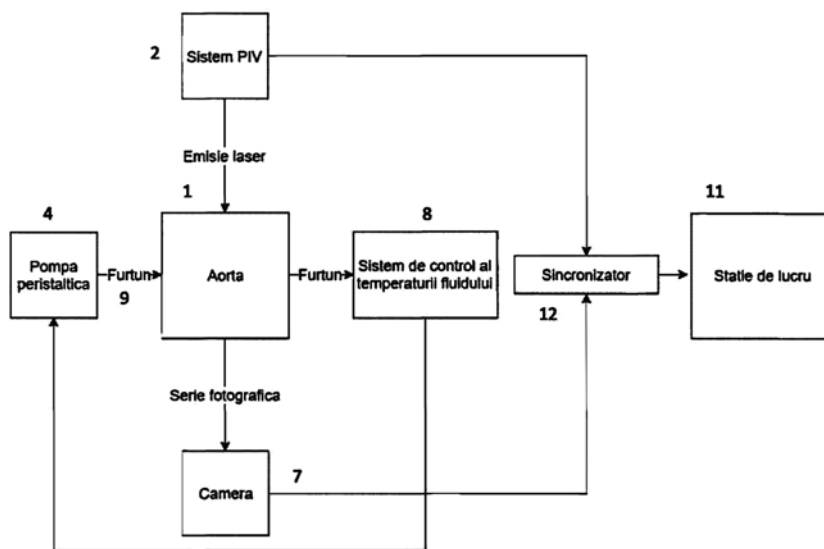 2
Sistem PIV
Emisie laser
1
11
4
8
Pompa
peristaltica
Furtun
9
Aorta
Furtun
Sistem de control al
temperaturii fluidului
Sincronizator
12
Statie de lucru
Serie fotografica
Camera
7